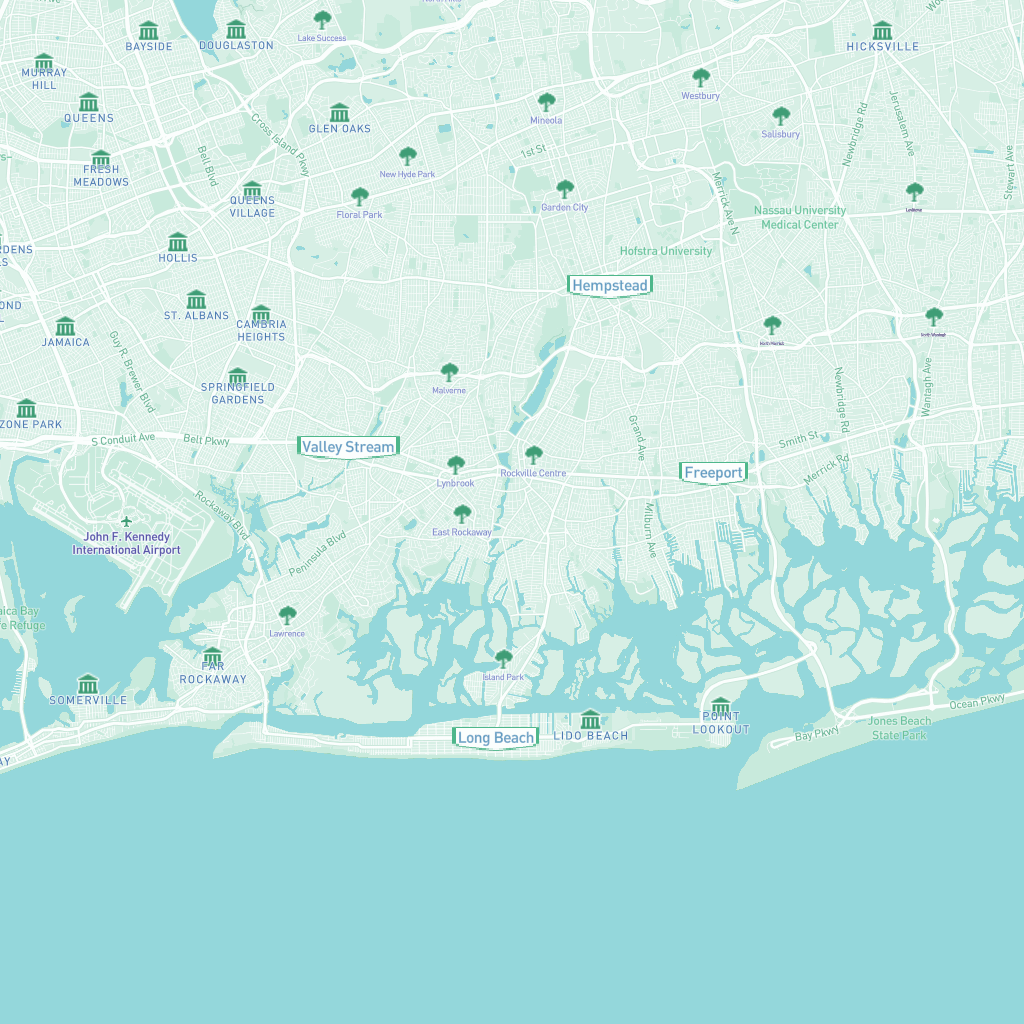 BAYSIDE
DOUGLASTON
Lake Success
HICKSVILLE
MURRAY
HILL
QUEENS
GLEN OAKS
Mineola
Westbury
Salisbury
Cross Island Pkwy
Bell Blvd
1st St
Newbridge Rd
Jerusalem Ave
Stewart Ave
FRESH
MEADOWS
New Hyde Park
QUEENS
VILLAGE
Floral Park
Garden City
Merrick Ave N
Nassau University
Medical Center
Levittown
HOLLIS
Hofstra University
Hempstead
ST. ALBANS
CAMBRIA
HEIGHTS
JAMAICA
Guy R. Brewer Blvd
North Merrick
North Wantagh
SPRINGFIELD
GARDENS
Malverne
Newbridge Rd
Wantagh Ave
ZONE PARK
S Conduit Ave
Belt Pkwy
Valley Stream
Grand Ave
Smith St
Merrick Rd
Lynbrook
Rockville Centre
Freeport
Rockaway Blvd
John F. Kennedy
International Airport
East Rockaway
Milburn Ave
Peninsula Blvd
Lawrence
FAR
ROCKAWAY
Island Park
SOMERVILLE
Long Beach
LIDO BEACH
POINT
LOOKOUT
Bay Pkwy
Jones Beach
State Park
Ocean Pkwy